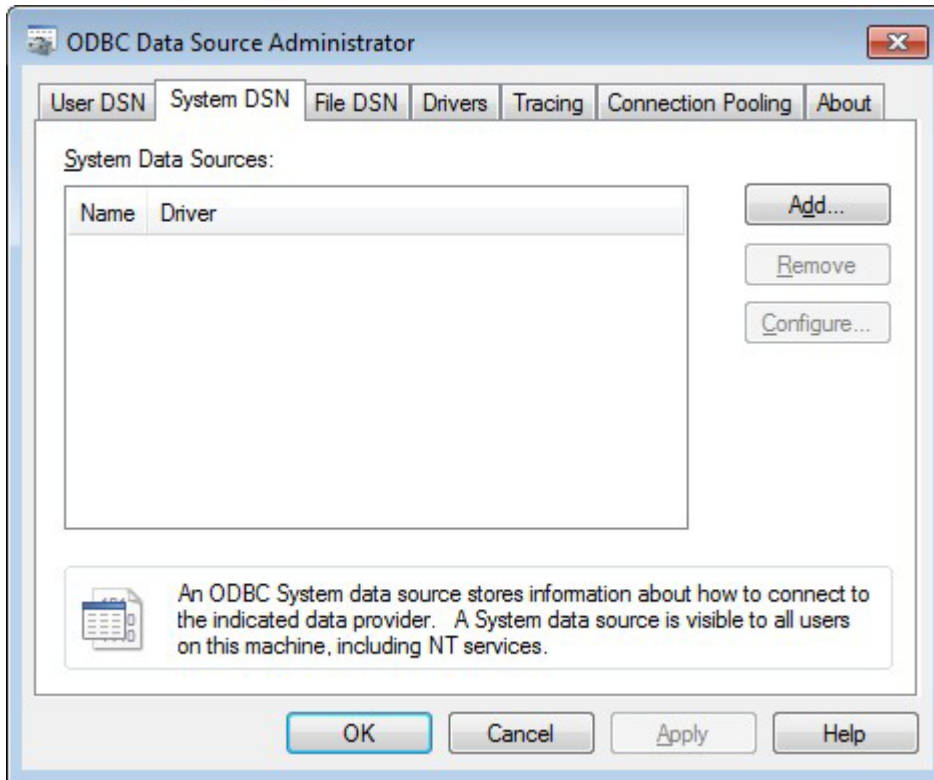 ODBC Data Source Administrator
User DSN System DSN File DSN Drivers Tracing Connection Pooling About
System Data Sources:
Name Driver
Add...
Remove
Configure...
An ODBC System data source stores information about how to connect to
the indicated data provider. A System data source is visible to all users
on this machine, including NT services.
OK Cancel Apply Help